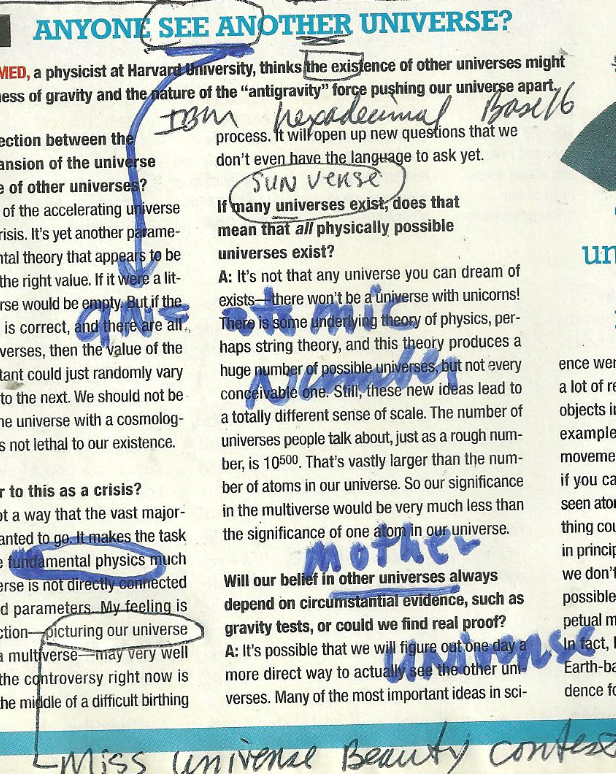 ANYONE SEE ANOTHER UNIVERSE?
MED, a physicist at Harvard University, thinks the existence of other universes might
ness of gravity and the nature of the “antigravity” force pushing our universe apart.
IBM hexadecimal Base 16
ection between the
ansion of the universe
e of other universes?
of the accelerating universe
risis. It’s yet another parame-
ntal theory that appears to be
the right value. If it were a lit-
rse would be empty. But if the
is correct, and there are all
verses, then the value of the
tant could just randomly vary
to the next. We should not be
ne universe with a cosmolog-
s not lethal to our existence.
r to this as a crisis?
ot a way that the vast major-
anted to go. It makes the task
e fundamental physics much
erse is not directly connected
d parameters. My feeling is
ction—picturing our universe
a multiverse—may very well
the controversy right now is
the middle of a difficult birthing
process. It will open up new questions that we
don’t even have the language to ask yet.
SUN VERSE
If many universes exist, does that
mean that all physically possible
universes exist?
A: It’s not that any universe you can dream of
exists—there won’t be a universe with unicorns!
There is some underlying theory of physics, per-
haps string theory, and this theory produces a
huge number of possible universes, but not every
conceivable one. Still, these new ideas lead to
a totally different sense of scale. The number of
universes people talk about, just as a rough num-
ber, is 10⁵⁰⁰. That’s vastly larger than the num-
ber of atoms in our universe. So our significance
in the multiverse would be very much less than
the significance of one atom in our universe.
atomic
Number
mother
Will our belief in other universes always
depend on circumstantial evidence, such as
gravity tests, or could we find real proof?
A: It’s possible that we will figure out one day a
more direct way to actually see the other uni-
verses. Many of the most important ideas in sci-
universe
un
ence wer
a lot of re
objects i
example
moveme
if you ca
seen ato
thing cou
in princip
we don’t
possible
petual m
In fact,
Earth-ba
dence fo
Miss Universe Beauty contest